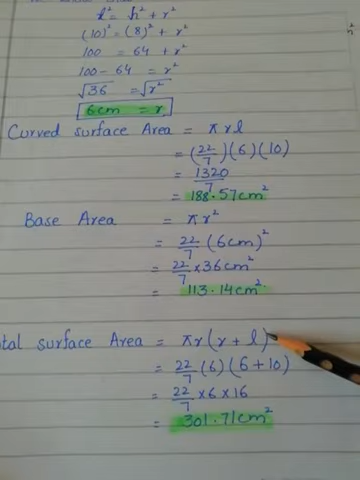 l² = h² + r²
(10)² = (8)² + r²
100 = 64 + r²
100 - 64 = r²
√36 = √r²
6cm = r
Curved surface Area = πrl
= (22/7)(6)(10)
= 1320/7
= 188.57cm²
Base Area = πr²
= 22/7 (6cm)²
= 22/7 × 36cm²
= 113.14cm²
tal surface Area = πr(r + l)
= 22/7 (6)(6 + 10)
= 22/7 × 6 × 16
= 301.71cm²